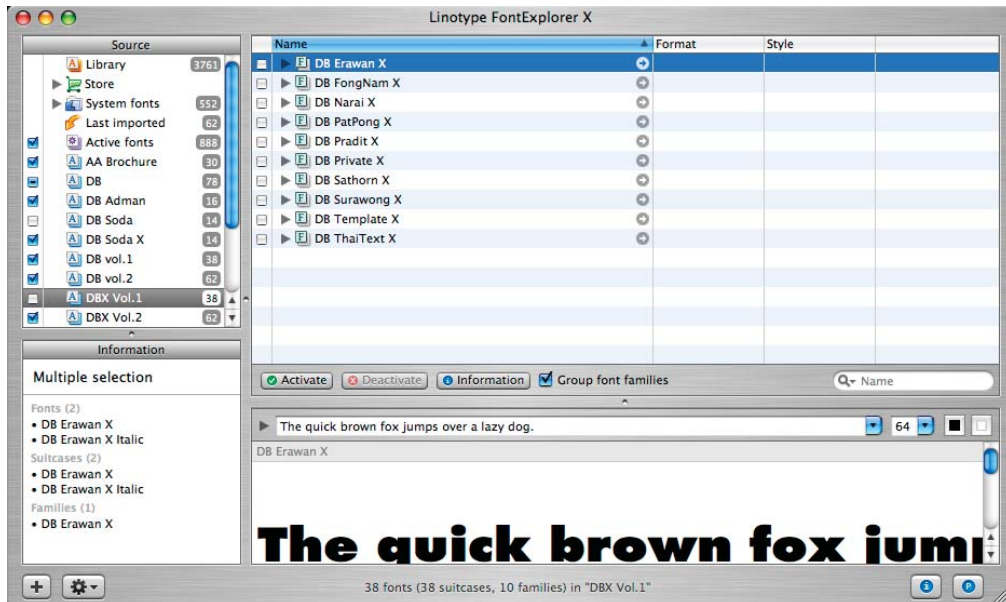 Linotype FontExplorer X
Source
Library 3761
Store
System fonts 552
Last imported 62
Active fonts 888
AA Brochure 30
DB 78
DB Adman 16
DB Soda 14
DB Soda X 14
DB vol.1 38
DB vol.2 62
DBX Vol.1 38
DBX Vol.2 62
Information
Multiple selection
Fonts (2)
• DB Erawan X
• DB Erawan X Italic
Suitcases (2)
• DB Erawan X
• DB Erawan X Italic
Families (1)
• DB Erawan X
Name Format Style
DB Erawan X
DB FongNam X
DB Narai X
DB PatPong X
DB Pradit X
DB Private X
DB Sathorn X
DB Surawong X
DB Template X
DB ThaiText X
Activate Deactivate Information Group font families Name
The quick brown fox jumps over a lazy dog. 64
DB Erawan X
The quick brown fox jump
38 fonts (38 suitcases, 10 families) in "DBX Vol.1"